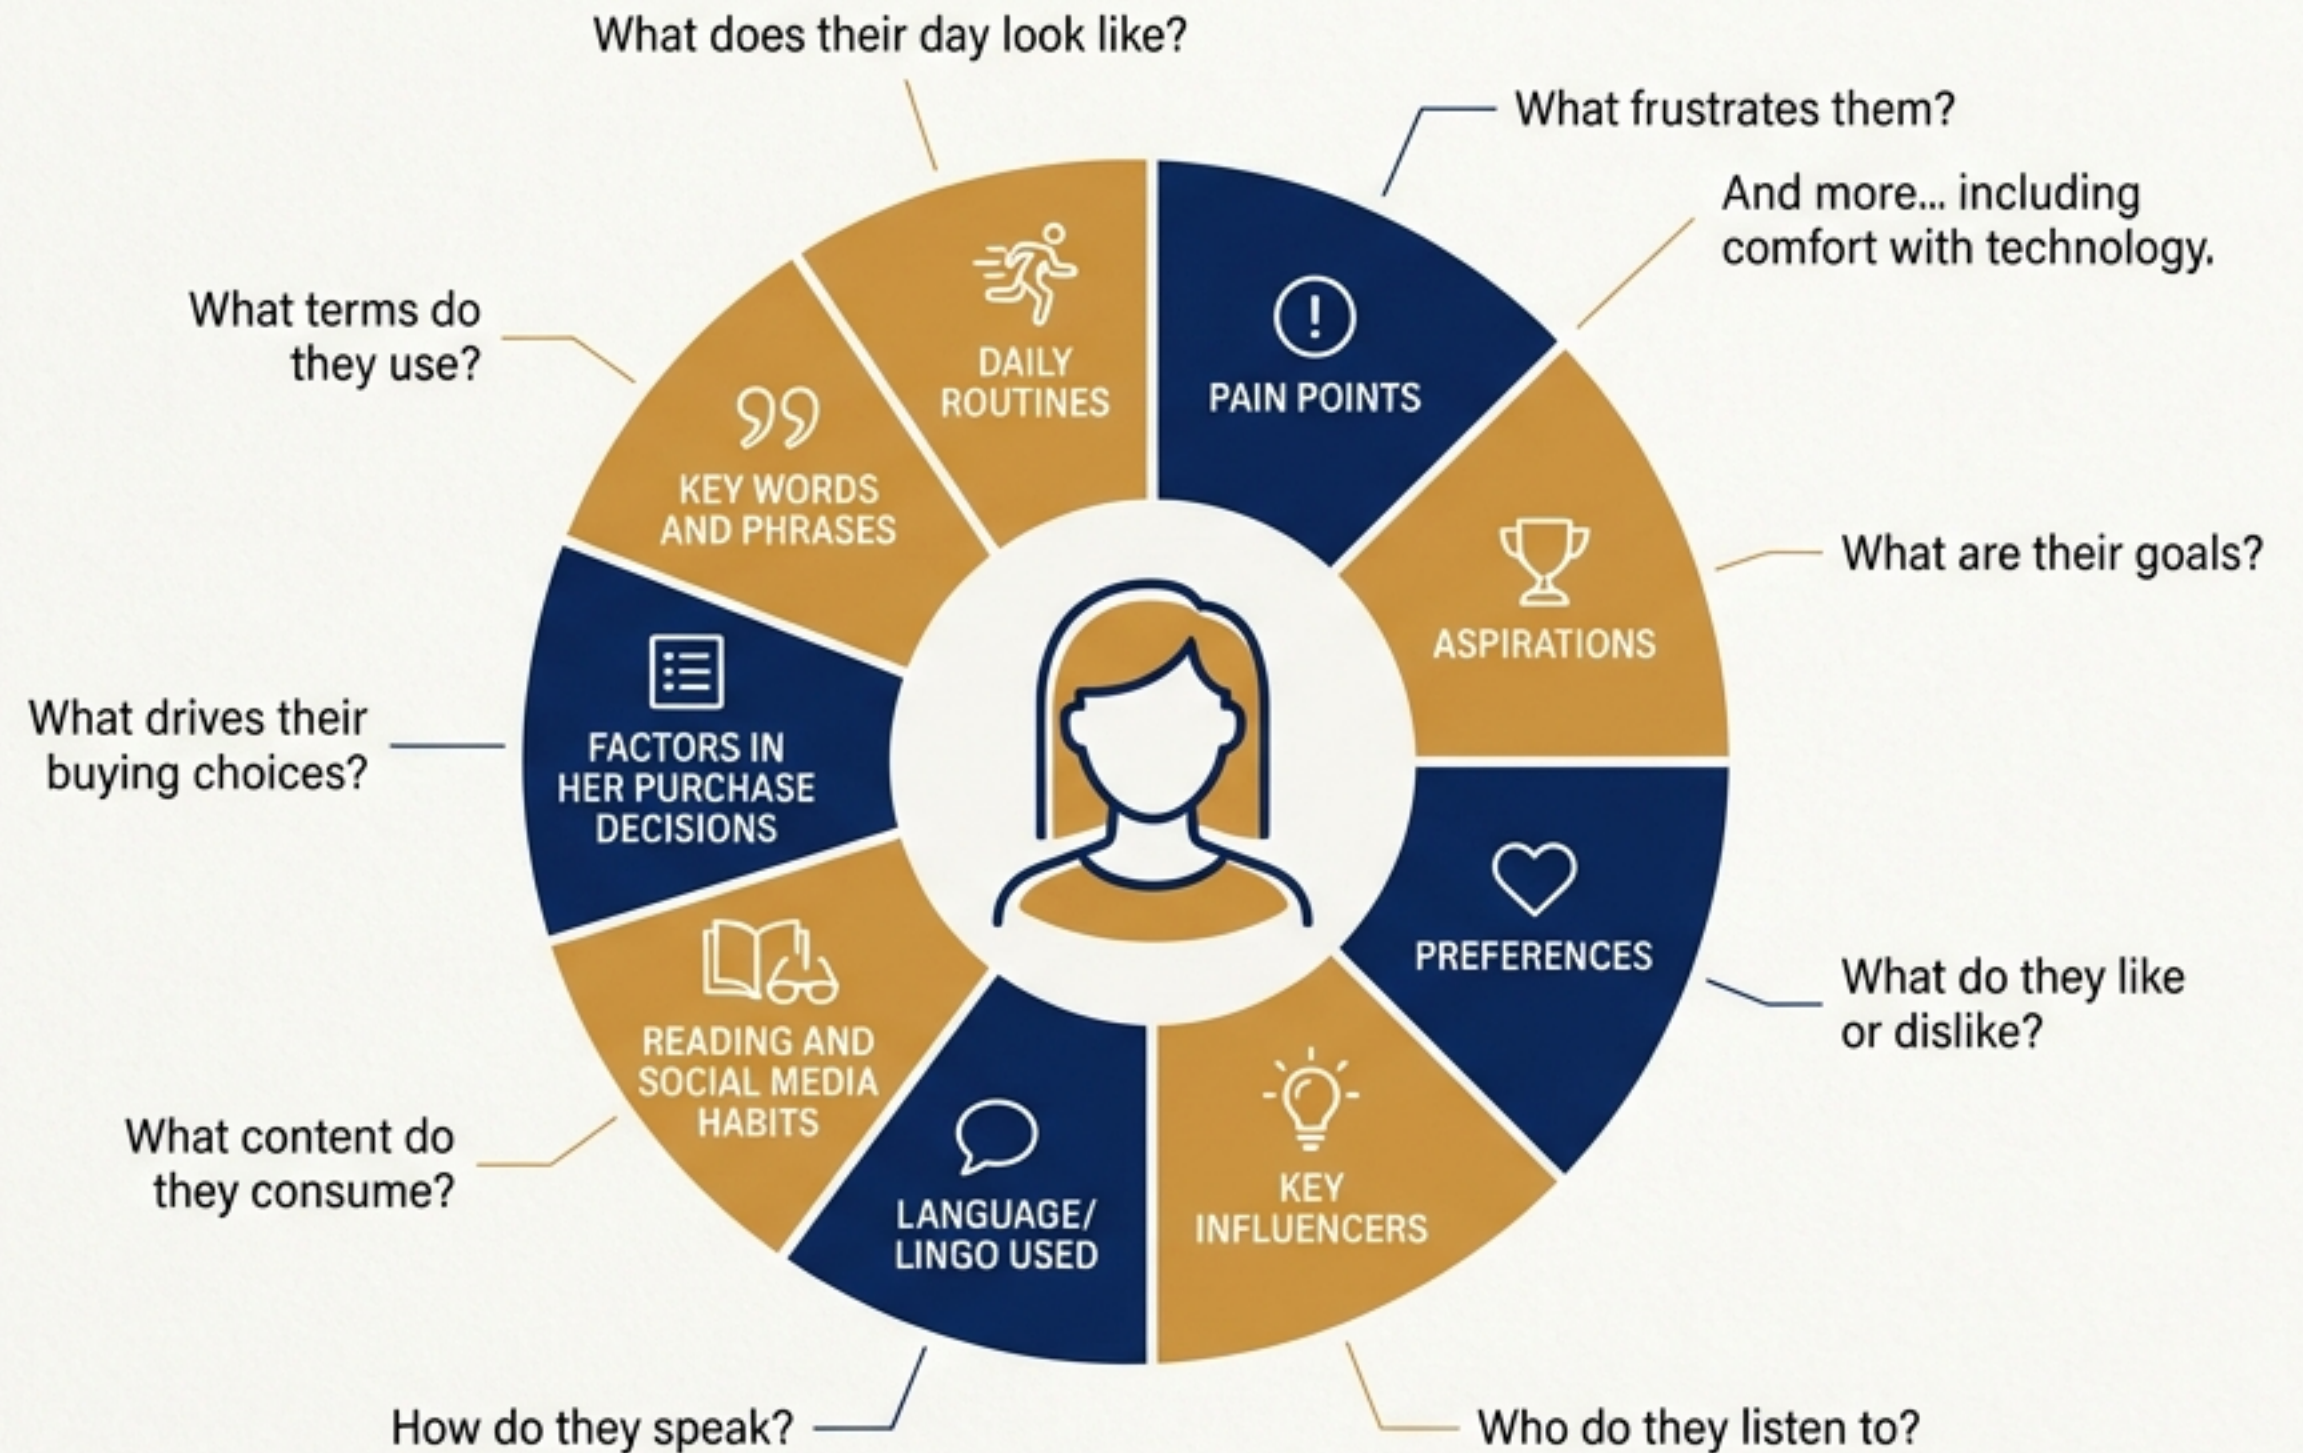 What does their day look like?
What frustrates them?
And more... including
comfort with technology.
What terms do
they use?
DAILY
ROUTINES
PAIN POINTS
KEY WORDS
AND PHRASES
ASPIRATIONS
What are their goals?
What drives their
buying choices?
FACTORS IN
HER PURCHASE
DECISIONS
PREFERENCES
What do they like
or dislike?
READING AND
SOCIAL MEDIA
HABITS
What content do
they consume?
LANGUAGE/
LINGO USED
KEY
INFLUENCERS
How do they speak?
Who do they listen to?